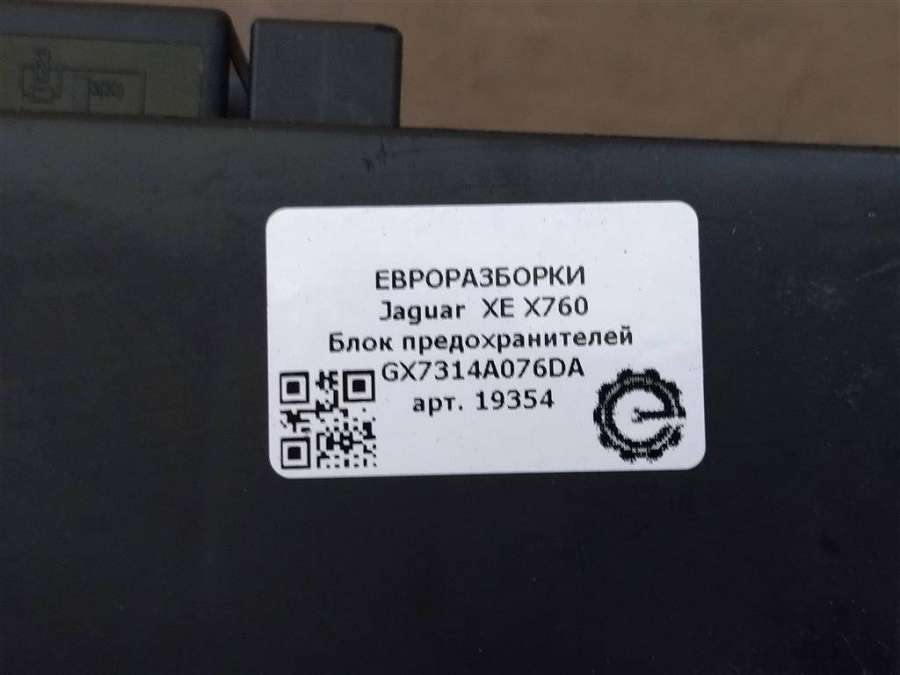 ЕВРОРАЗБОРКИ
Jaguar XE X760
Блок предохранителей
GX7314A076DA
арт. 19354